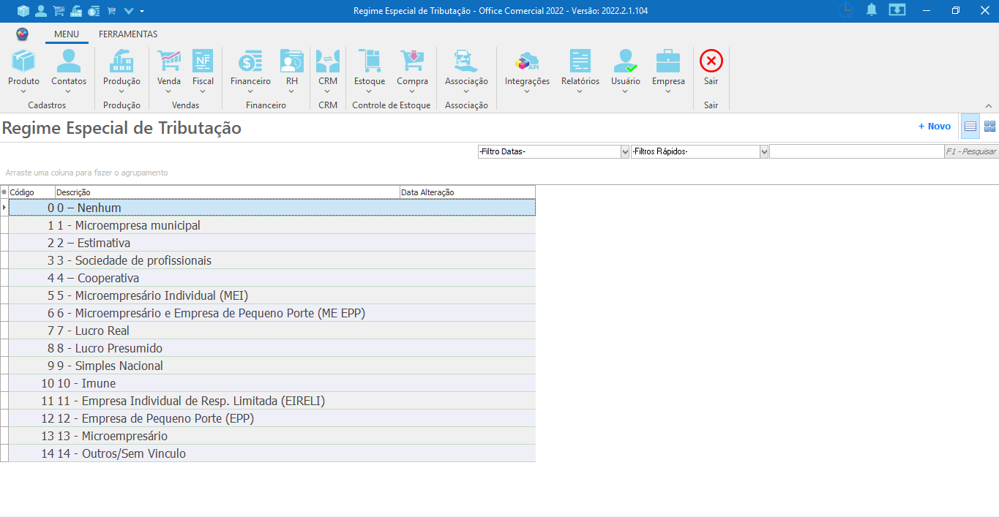 Regime Especial de Tributação - Office Comercial 2022 - Versão: 2022.2.1.104
MENU FERRAMENTAS
NF API
Produto Contatos Produção Venda Fiscal Financeiro RH CRM Estoque Compra Associação Integrações Relatórios Usuário Empresa Sair
Cadastros Produção Vendas Financeiro CRM Controle de Estoque Associação Sair
Regime Especial de Tributação + Novo
-Filtro Datas- -Filtros Rápidos- F1 - Pesquisar
Arraste uma coluna para fazer o agrupamento
Código Descrição Data Alteração
0 0 – Nenhum
1 1 - Microempresa municipal
2 2 – Estimativa
3 3 - Sociedade de profissionais
4 4 – Cooperativa
5 5 - Microempresário Individual (MEI)
6 6 - Microempresário e Empresa de Pequeno Porte (ME EPP)
7 7 - Lucro Real
8 8 - Lucro Presumido
9 9 - Simples Nacional
10 10 - Imune
11 11 - Empresa Individual de Resp. Limitada (EIRELI)
12 12 - Empresa de Pequeno Porte (EPP)
13 13 - Microempresário
14 14 - Outros/Sem Vinculo